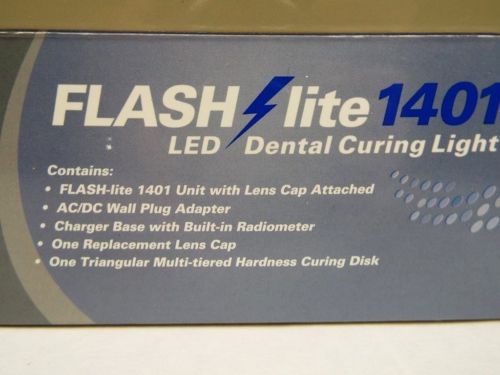 FLASH lite 1401
LED Dental Curing Light
Contains:
• FLASH-lite 1401 Unit with Lens Cap Attached
• AC/DC Wall Plug Adapter
• Charger Base with Built-in Radiometer
• One Replacement Lens Cap
• One Triangular Multi-tiered Hardness Curing Disk